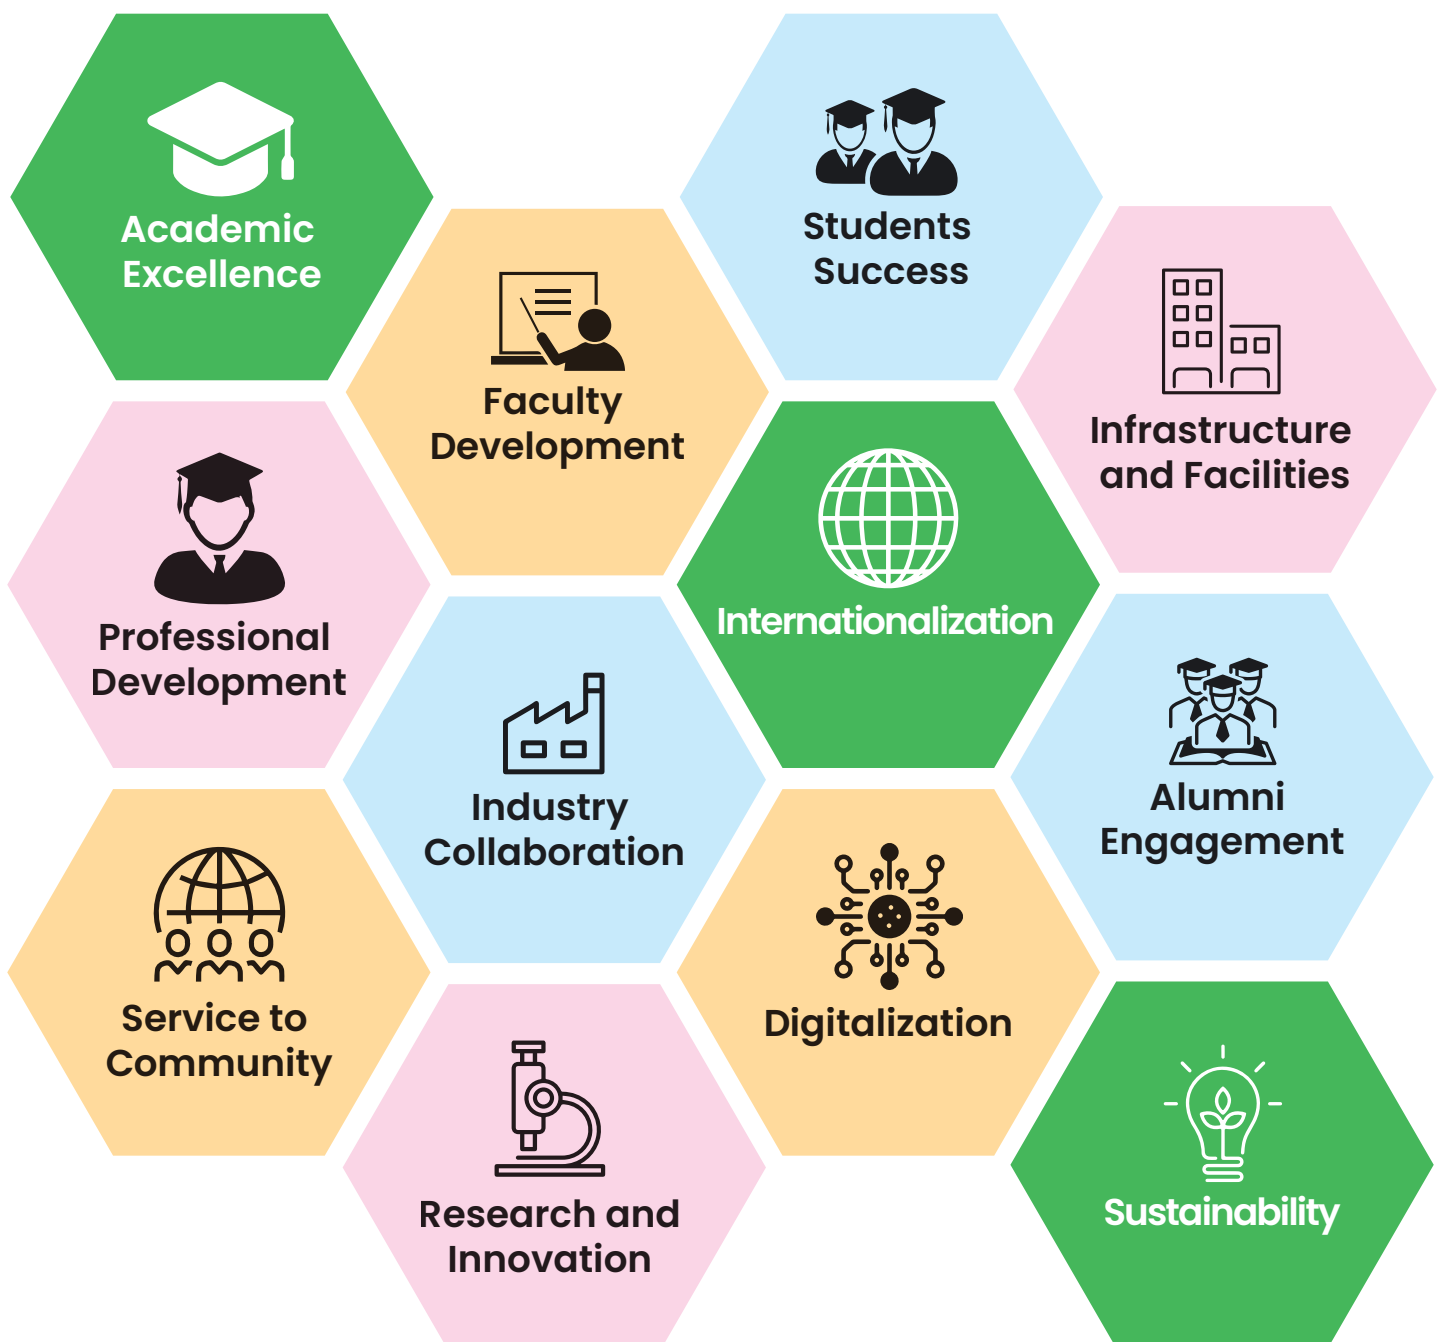 Academic
Excellence
Students
Success
Faculty
Development
Infrastructure
and Facilities
Professional
Development
Internationalization
Industry
Collaboration
Alumni
Engagement
Service to
Community
Digitalization
Research and
Innovation
Sustainability